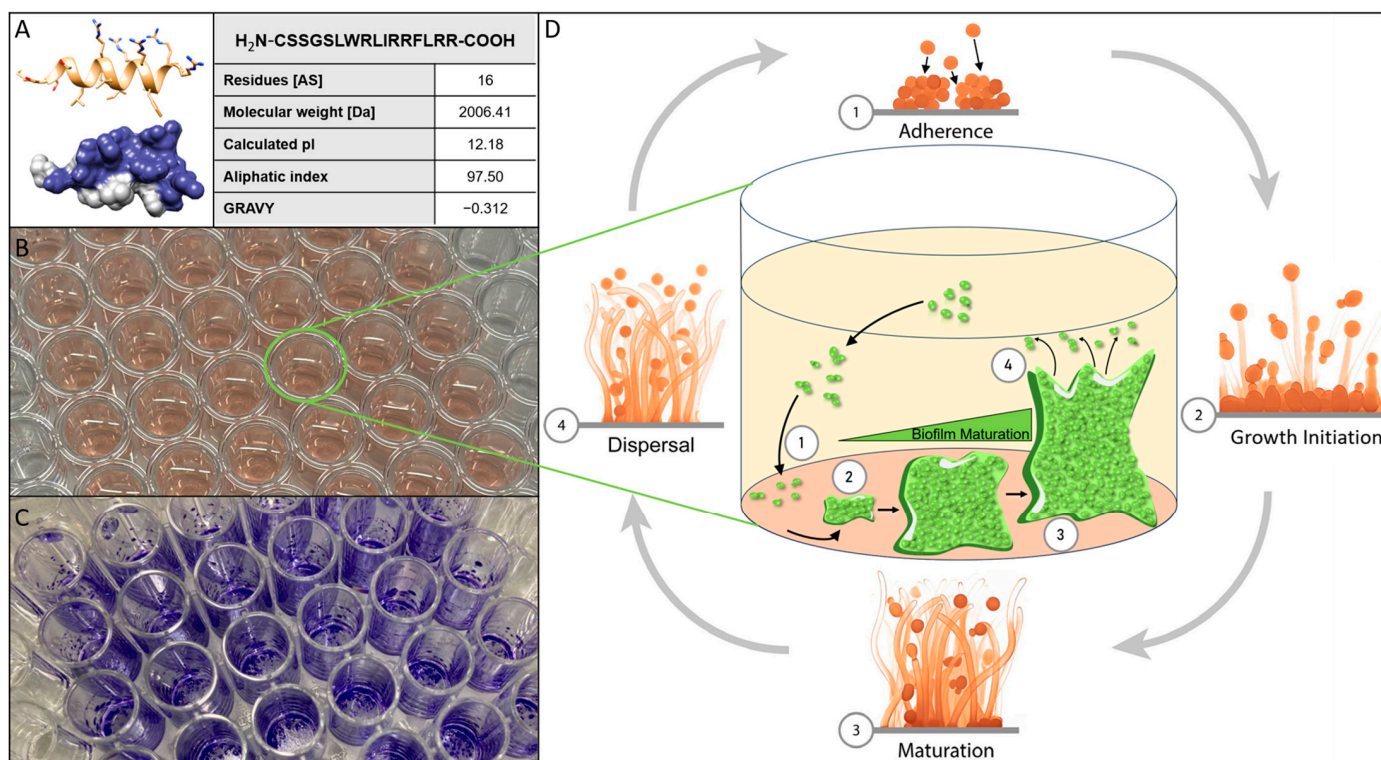 A
H₂N-CSSGSLWRLIRRFLRR-COOH
Residues [AS] 16
Molecular weight [Da] 2006.41
Calculated pI 12.18
Aliphatic index 97.50
GRAVY −0.312
B
C
D
1
Adherence
2
Growth Initiation
3
Maturation
4
Dispersal
1
2
3
4
Biofilm Maturation